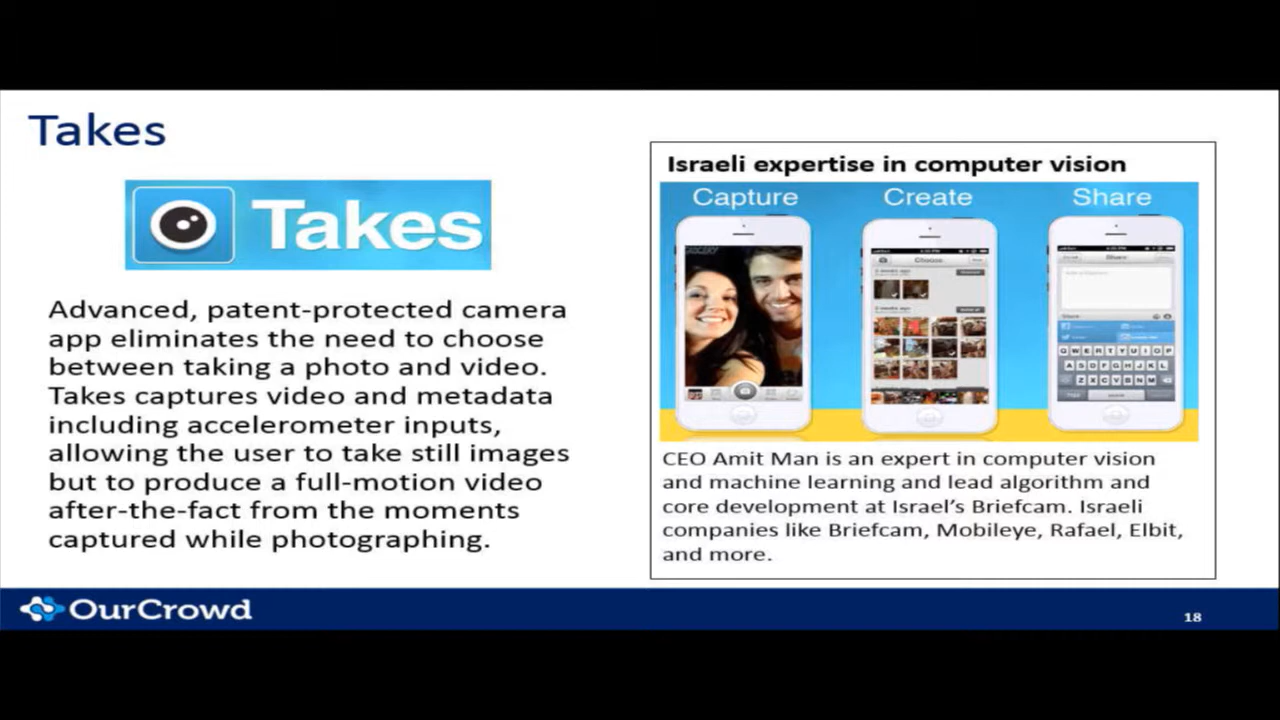 Takes
Takes
Advanced, patent-protected camera
app eliminates the need to choose
between taking a photo and video.
Takes captures video and metadata
including accelerometer inputs,
allowing the user to take still images
but to produce a full-motion video
after-the-fact from the moments
captured while photographing.
Israeli expertise in computer vision
Capture
Create
Share
Choose
Share
Q W E R T Y U I O P
A S D F G H J K L
Z X C V B N M
CEO Amit Man is an expert in computer vision
and machine learning and lead algorithm and
core development at Israel's Briefcam. Israeli
companies like Briefcam, Mobileye, Rafael, Elbit,
and more.
OurCrowd
18